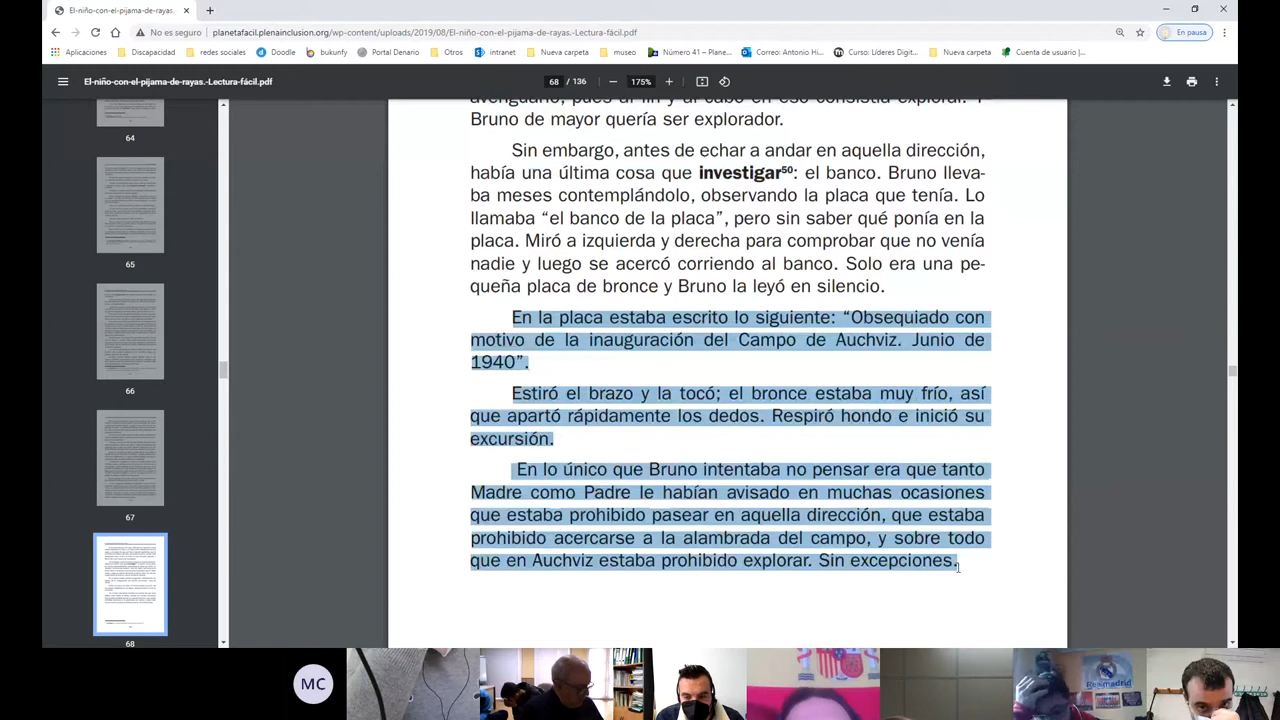 El-niño-con-el-pijama-de-rayas.
No es seguro | planetafacil.plenainclusion.org/wp-content/uploads/2019/08/El-niño-con-el-pijama-de-rayas.-Lectura-fácil.pdf
En pausa
Aplicaciones Discapacidad redes sociales Doodle bukunfy Portal Denario Otros intranet Nueva carpeta museo Número 41 – Plane... Correo: Antonio Hi... Curso: Líderes Digit... Nueva carpeta Cuenta de usuario...
El-niño-con-el-pijama-de-rayas.-Lectura-fácil.pdf
68 / 136
175%
64
65
66
67
68
Bruno de mayor quería ser explorador.
Sin embargo, antes de echar a andar en aquella dirección,
había una última cosa que investigar50: el banco. Bruno lleva-
ba meses contemplándolo, observando la placa que tenía. Lo
llamaba “el banco de la placa”, pero sin saber qué ponía en la
placa. Miró a izquierda y derecha para comprobar que no venía
nadie y luego se acercó corriendo al banco. Solo era una pe-
queña placa de bronce y Bruno la leyó en silencio.
En la placa estaba escrito lo siguiente: “Obsequiado con
motivo de la inauguración del Campo de Auchviz. Junio de
1940”.
Estiró el brazo y la tocó; el bronce estaba muy frío, así
que apartó rápidamente los dedos. Respiró hondo e inició su
excursión.
En lo único que Bruno intentaba no pensar era que tanto
Madre como Padre le habían avisado en muchas ocasiones
que estaba prohibido pasear en aquella dirección, que estaba
prohibido acercarse a la alambrada del campo, y sobre todo
que en Auchviz estaba prohibido explorar. Sin excepciones.
MC
Realmadrid